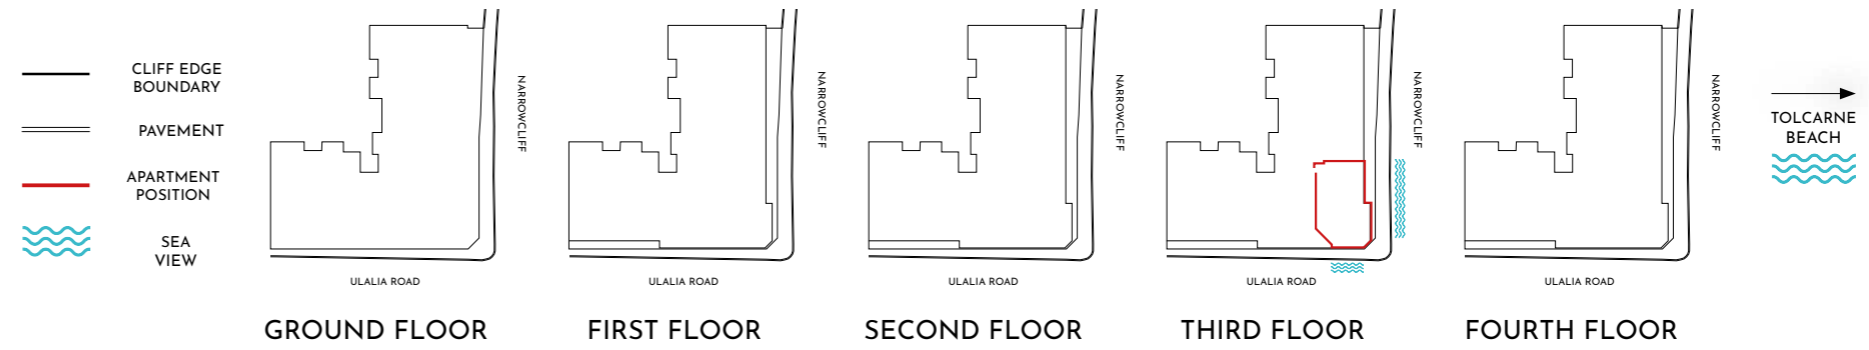 CLIFF EDGE
BOUNDARY
PAVEMENT
APARTMENT
POSITION
SEA
VIEW
NARROWCLIFF
ULALIA ROAD
GROUND FLOOR
NARROWCLIFF
ULALIA ROAD
FIRST FLOOR
NARROWCLIFF
ULALIA ROAD
SECOND FLOOR
NARROWCLIFF
ULALIA ROAD
THIRD FLOOR
NARROWCLIFF
ULALIA ROAD
FOURTH FLOOR
TOLCARNE
BEACH